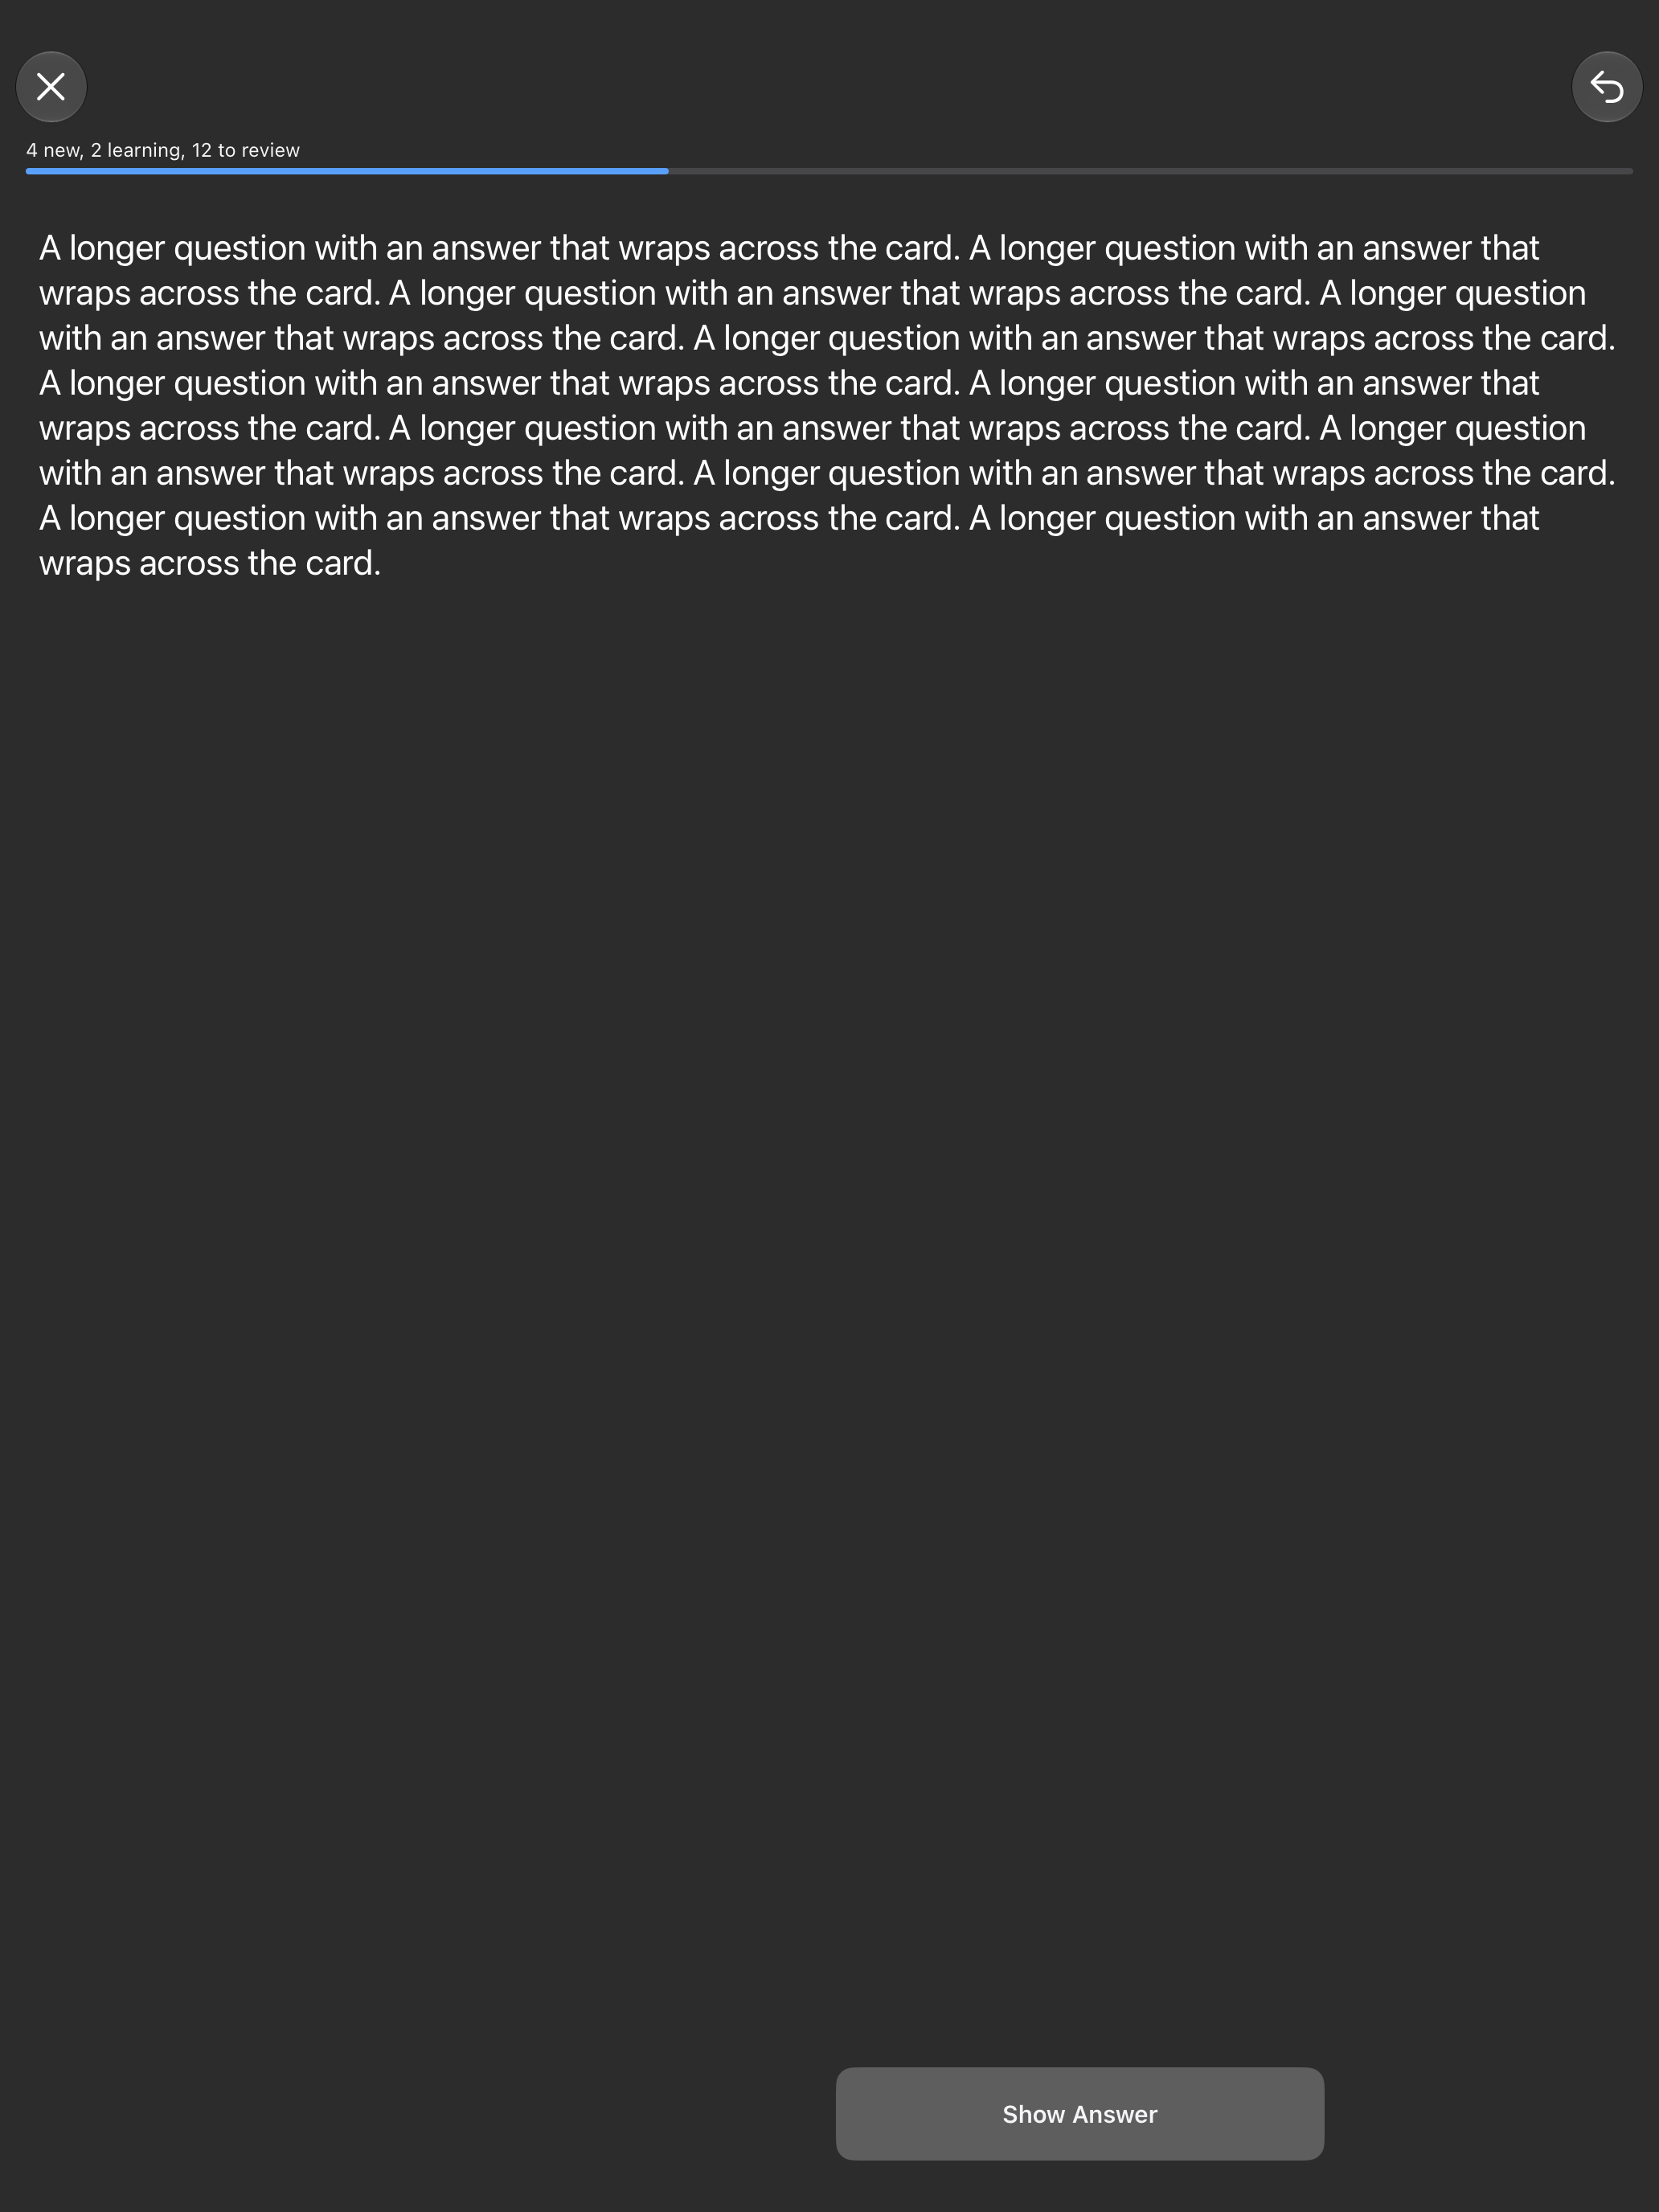 4 new, 2 learning, 12 to review
A longer question with an answer that wraps across the card. A longer question with an answer that
wraps across the card. A longer question with an answer that wraps across the card. A longer question
with an answer that wraps across the card. A longer question with an answer that wraps across the card.
A longer question with an answer that wraps across the card. A longer question with an answer that
wraps across the card. A longer question with an answer that wraps across the card. A longer question
with an answer that wraps across the card. A longer question with an answer that wraps across the card.
A longer question with an answer that wraps across the card. A longer question with an answer that
wraps across the card.
Show Answer